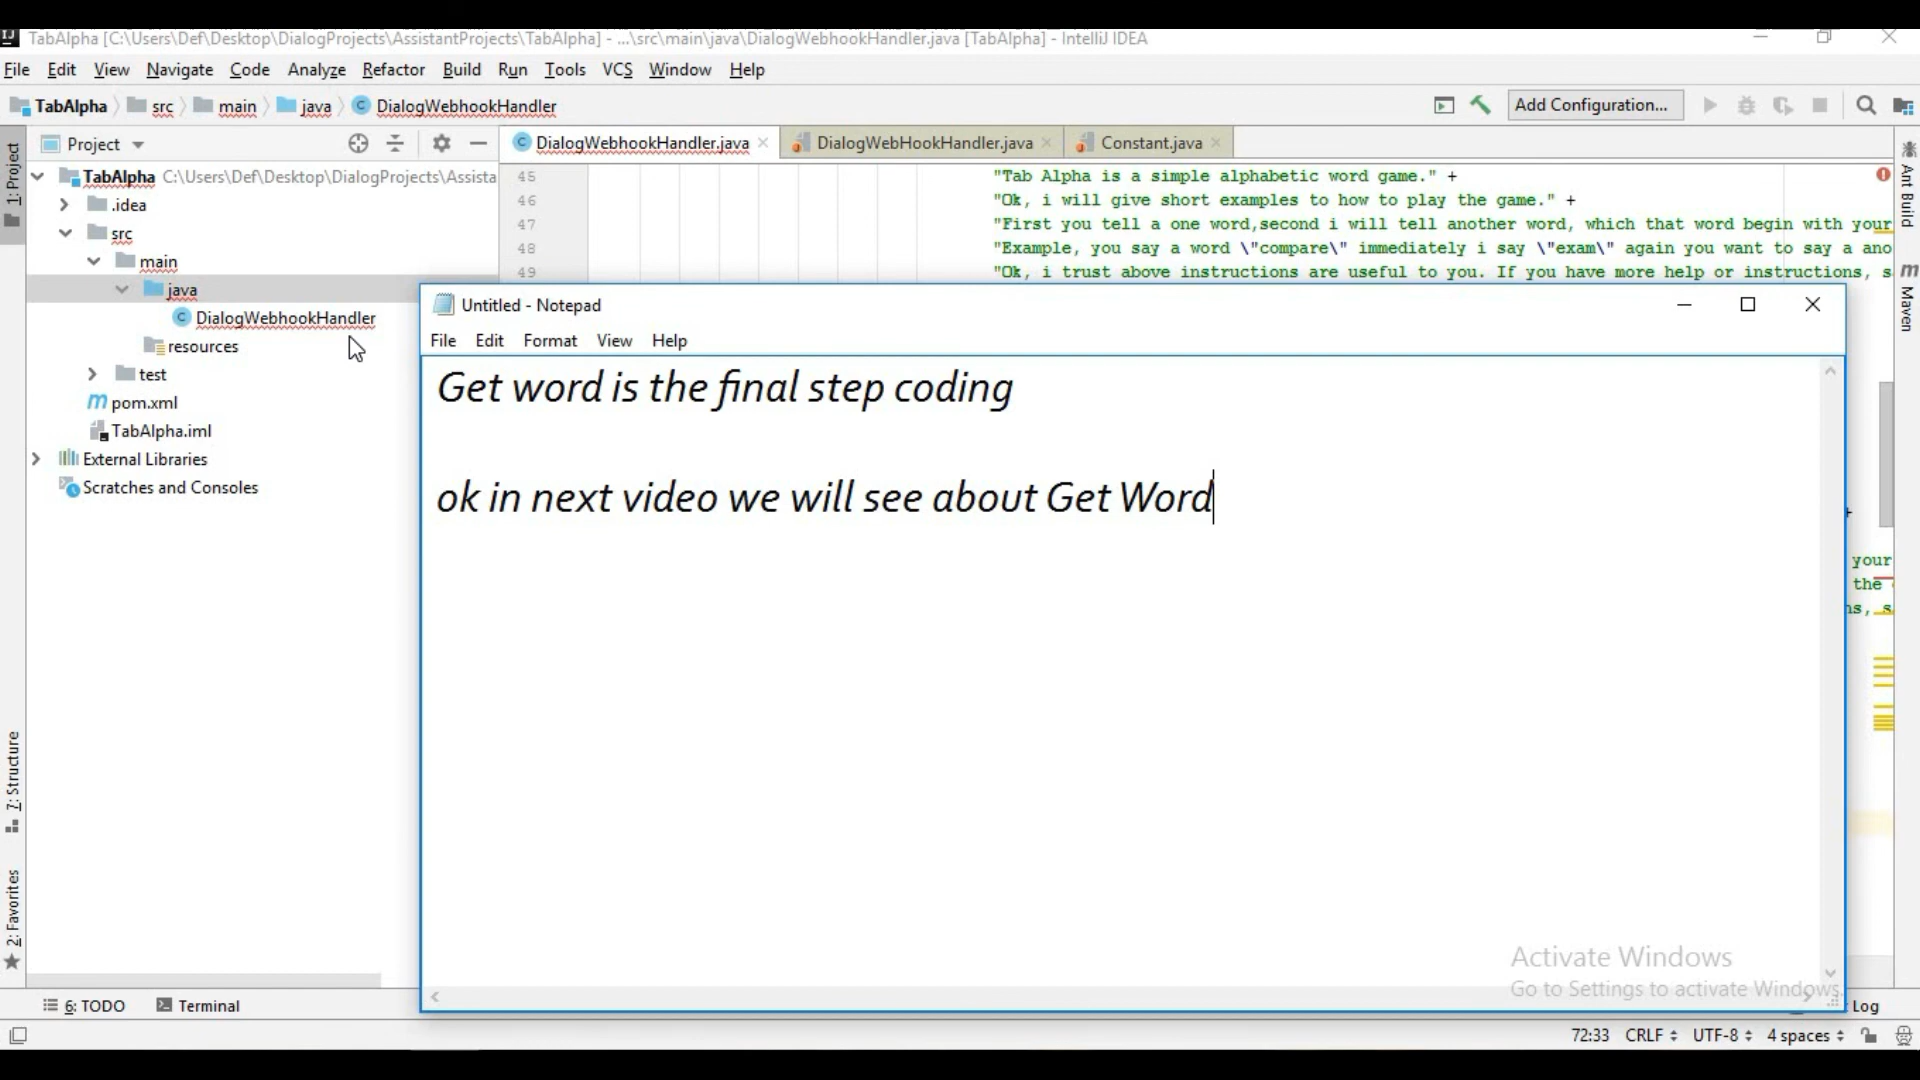 TabAlpha [C:\Users\Def\Desktop\DialogProjects\AssistantProjects\TabAlpha] - ...\src\main\java\DialogWebhookHandler.java [TabAlpha] - IntelliJ IDEA
File Edit View Navigate Code Analyze Refactor Build Run Tools VCS Window Help
TabAlpha src main java DialogWebhookHandler Add Configuration...
1: Project
Project
DialogWebhookHandler.java DialogWebHookHandler.java Constant.java
TabAlpha C:\Users\Def\Desktop\DialogProjects\Assista
.idea
src
main
java
DialogWebhookHandler
resources
test
pom.xml
TabAlpha.iml
External Libraries
Scratches and Consoles
45 "Tab Alpha is a simple alphabetic word game." +
46 "Ok, i will give short examples to how to play the game." +
47 "First you tell a one word,second i will tell another word, which that word begin with your
48 "Example, you say a word \"compare\" immediately i say \"exam\" again you want to say a ano
49 "Ok, i trust above instructions are useful to you. If you have more help or instructions, s
+
your
the
ns, s
Ant Build
Maven
Untitled - Notepad
File Edit Format View Help
Get word is the final step coding
ok in next video we will see about Get Word
Activate Windows
Go to Settings to activate Windows.
7: Structure
2: Favorites
6: TODO Terminal Log
72:33 CRLF UTF-8 4 spaces